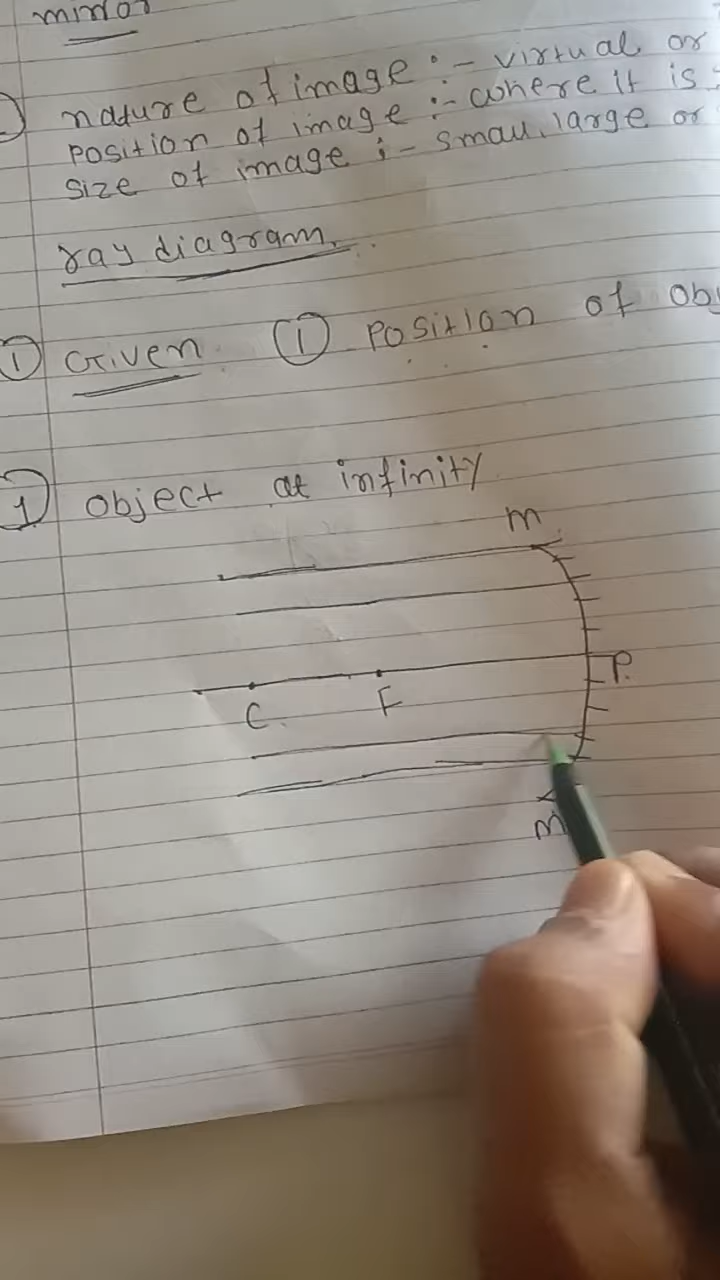 mirror
nature of image :- virtual or
position of image :- where it is
size of image :- small, large or
ray diagram.
① Given ① Position of Obj
1 object at infinity
m
P.
C. F
m